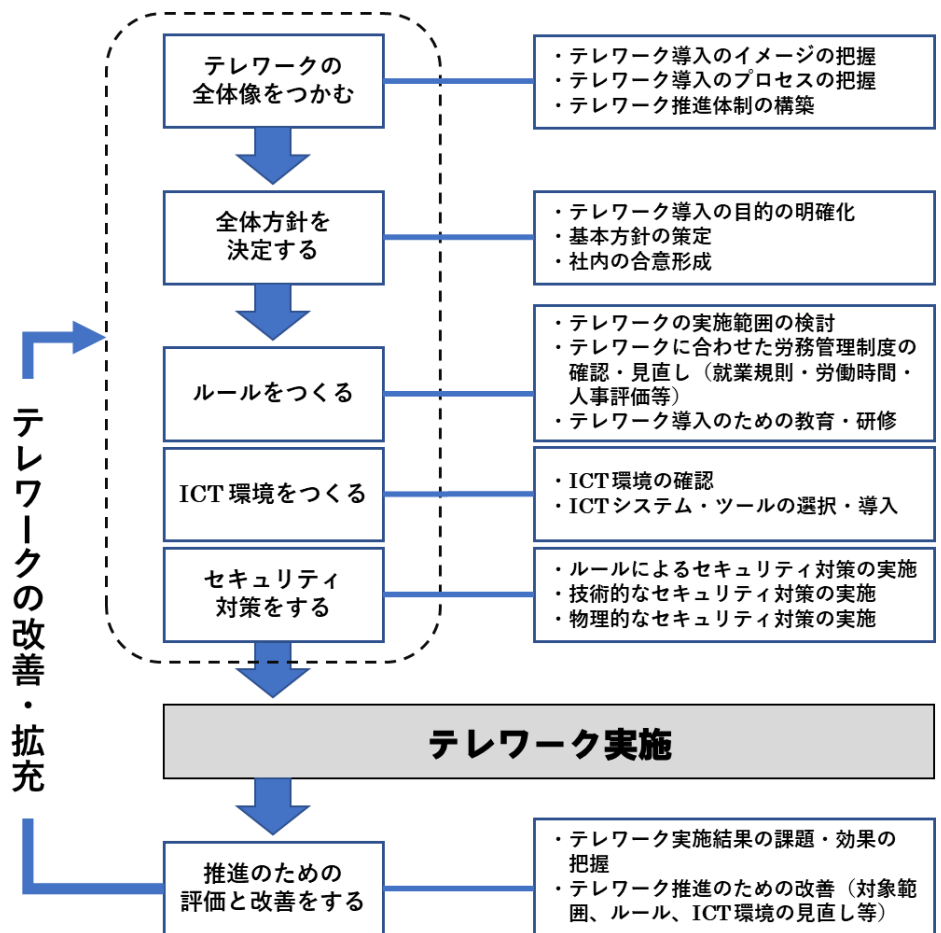 テレワークの
全体像をつかむ
・テレワーク導入のイメージの把握
・テレワーク導入のプロセスの把握
・テレワーク推進体制の構築
全体方針を
決定する
・テレワーク導入の目的の明確化
・基本方針の策定
・社内の合意形成
ルールをつくる
・テレワークの実施範囲の検討
・テレワークに合わせた労務管理制度の
確認・見直し（就業規則・労働時間・
人事評価等）
・テレワーク導入のための教育・研修
ICT環境をつくる
・ICT環境の確認
・ICTシステム・ツールの選択・導入
セキュリティ
対策をする
・ルールによるセキュリティ対策の実施
・技術的なセキュリティ対策の実施
・物理的なセキュリティ対策の実施
テレワーク実施
推進のための
評価と改善をする
・テレワーク実施結果の課題・効果の
把握
・テレワーク推進のための改善（対象範
囲、ルール、ICT環境の見直し等）
テレワークの改善・拡充